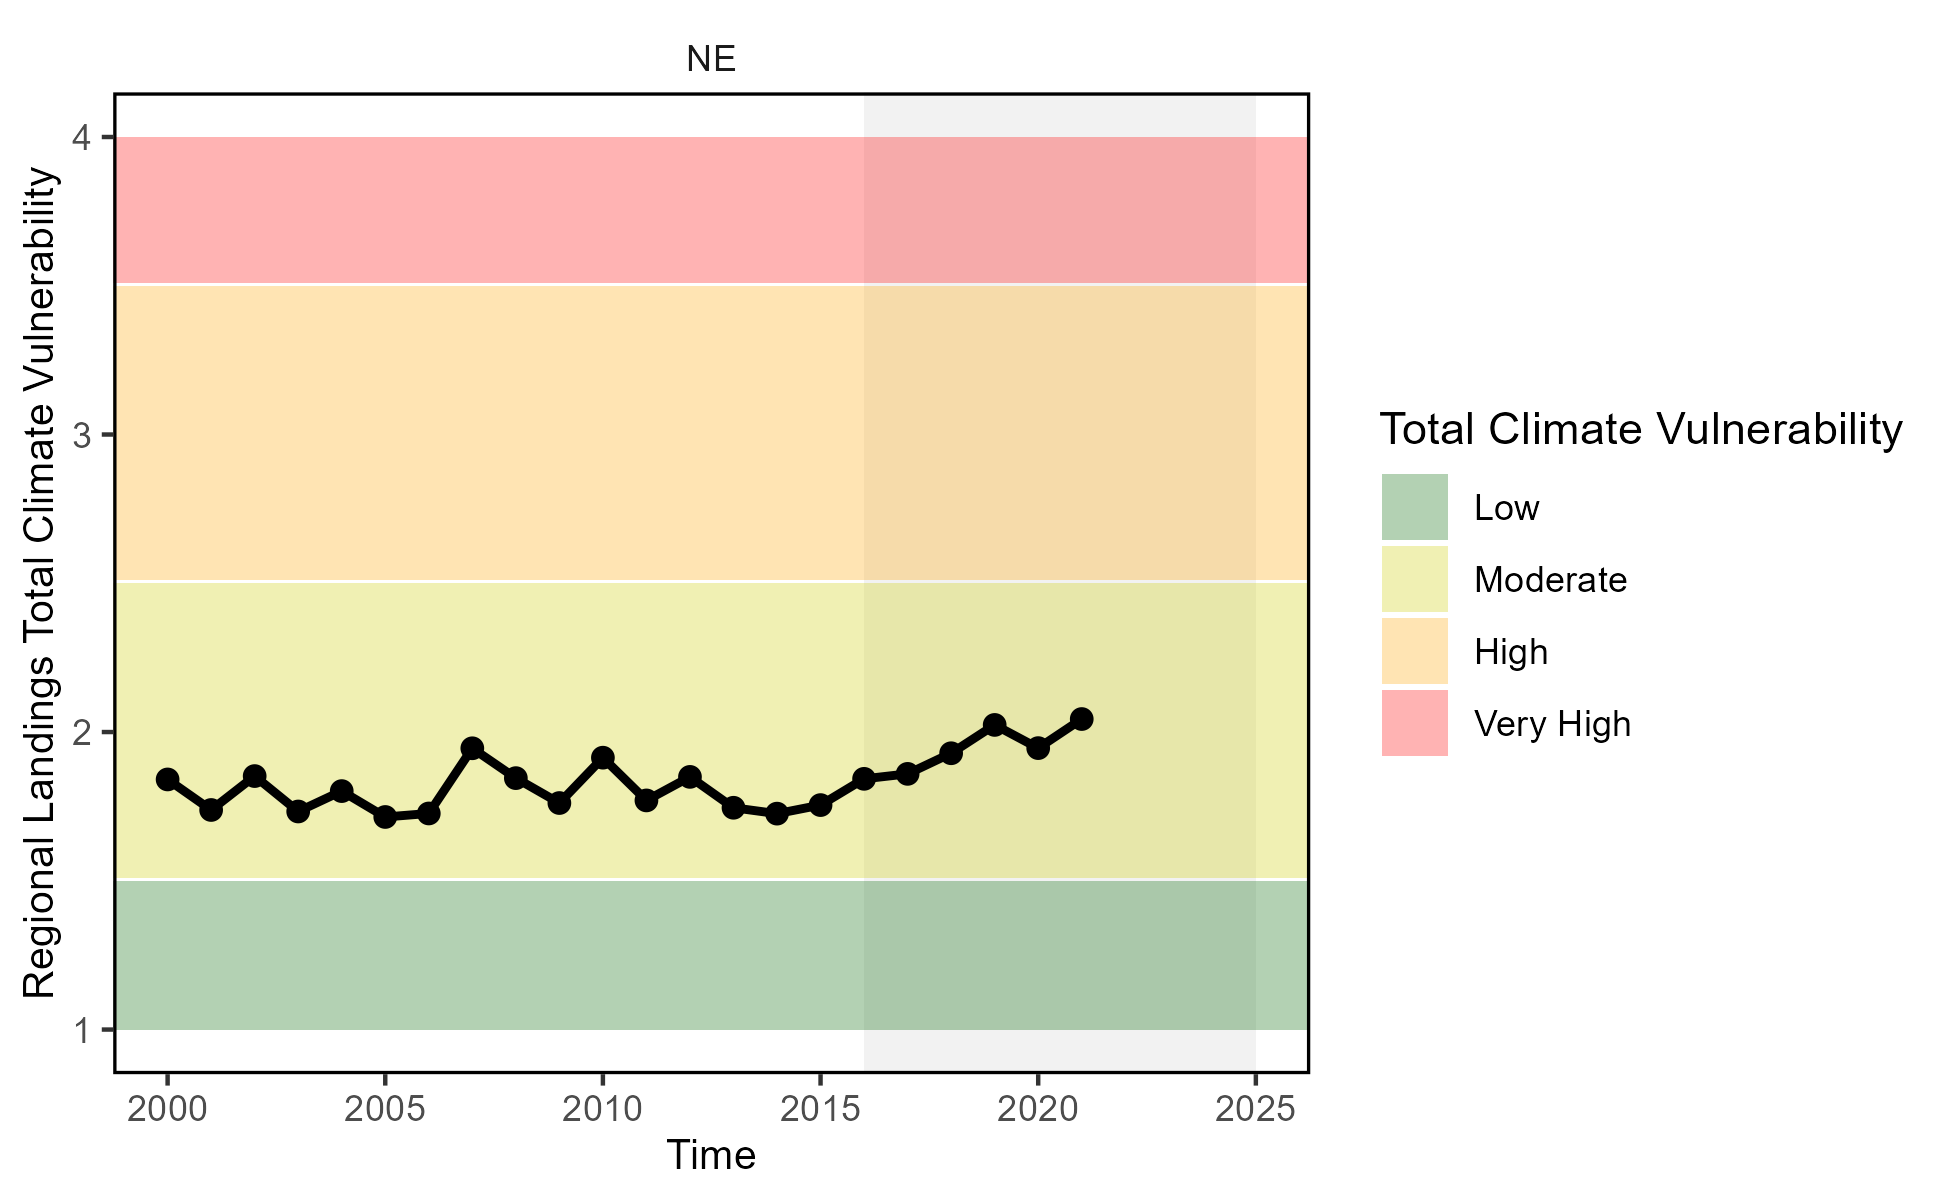 NE
Regional Landings Total Climate Vulnerability
4
3
2
1
2000 2005 2010 2015 2020 2025
Time
Total Climate Vulnerability
Low
Moderate
High
Very High